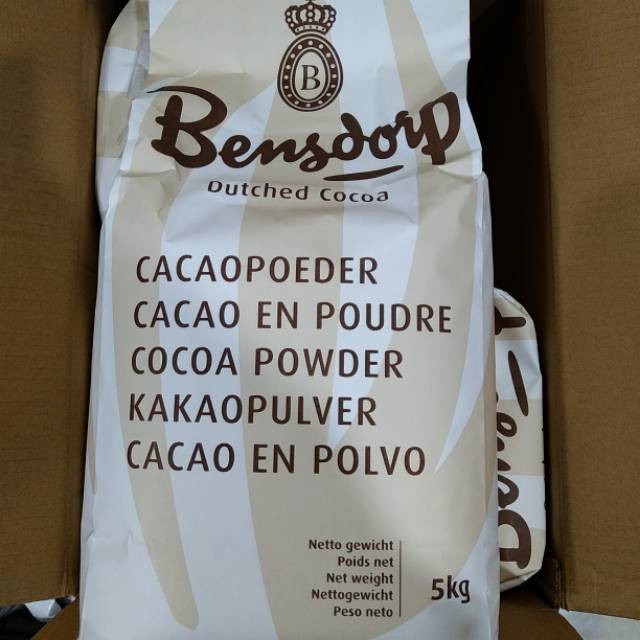 B
Bensdorp
Dutched Cocoa
CACAOPOEDER
CACAO EN POUDRE
COCOA POWDER
KAKAOPULVER
CACAO EN POLVO
Netto gewicht
Poids net
Net weight
Nettogewicht
Peso neto
5kg